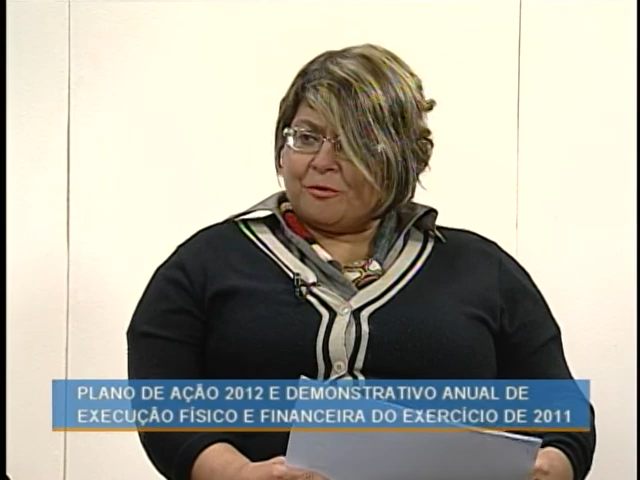 PLANO DE AÇÃO 2012 E DEMONSTRATIVO ANUAL DE
EXECUÇÃO FÍSICO E FINANCEIRA DO EXERCÍCIO DE 2011